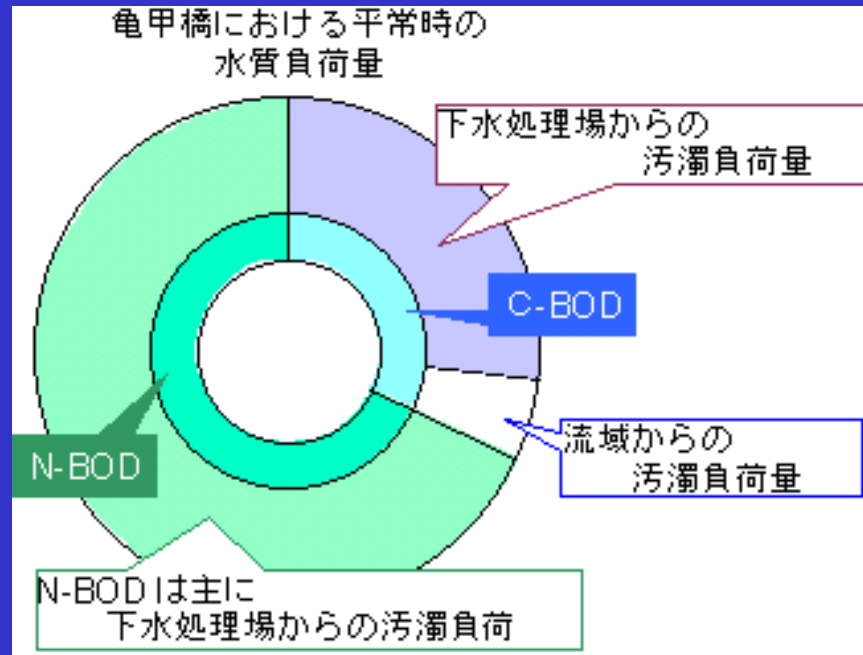 亀甲橋における平常時の
水質負荷量
下水処理場からの
汚濁負荷量
C-BOD
流域からの
汚濁負荷量
N-BOD
N-BODは主に
下水処理場からの汚濁負荷